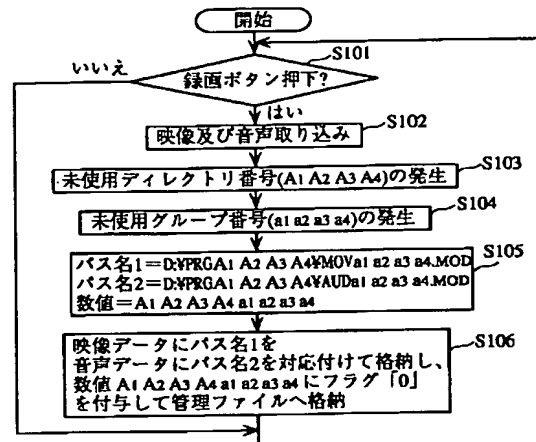 開始
S101
いいえ
録画ボタン押下?
はい
S102
映像及び音声取り込み
S103
未使用ディレクトリ番号(A1 A2 A3 A4)の発生
S104
未使用グループ番号(a1 a2 a3 a4)の発生
S105
パス名1=D:¥PRGA1 A2 A3 A4¥MOVa1 a2 a3 a4.MOD
パス名2=D:¥PRGA1 A2 A3 A4¥AUDa1 a2 a3 a4.MOD
数値=A1 A2 A3 A4 a1 a2 a3 a4
S106
映像データにパス名1を
音声データにパス名2を対応付けて格納し、
数値 A1 A2 A3 A4 a1 a2 a3 a4 にフラグ「0」
を付与して管理ファイルへ格納